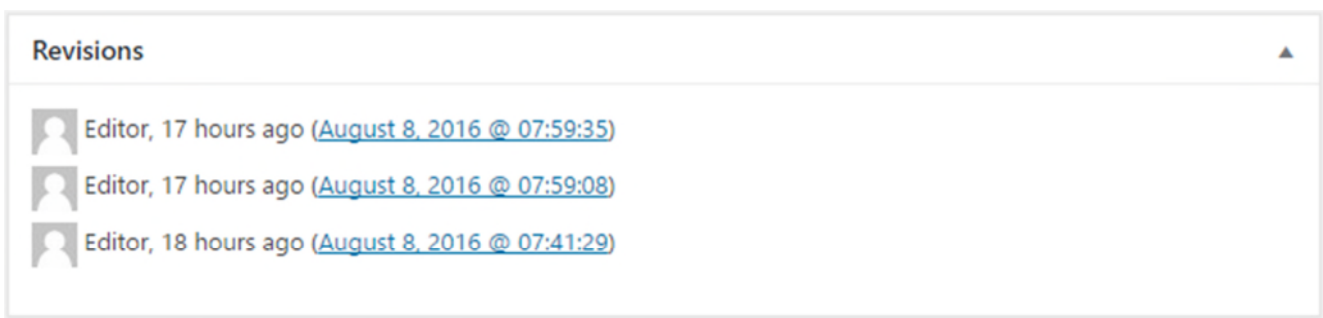 Revisions
Editor, 17 hours ago (August 8, 2016 @ 07:59:35)
Editor, 17 hours ago (August 8, 2016 @ 07:59:08)
Editor, 18 hours ago (August 8, 2016 @ 07:41:29)